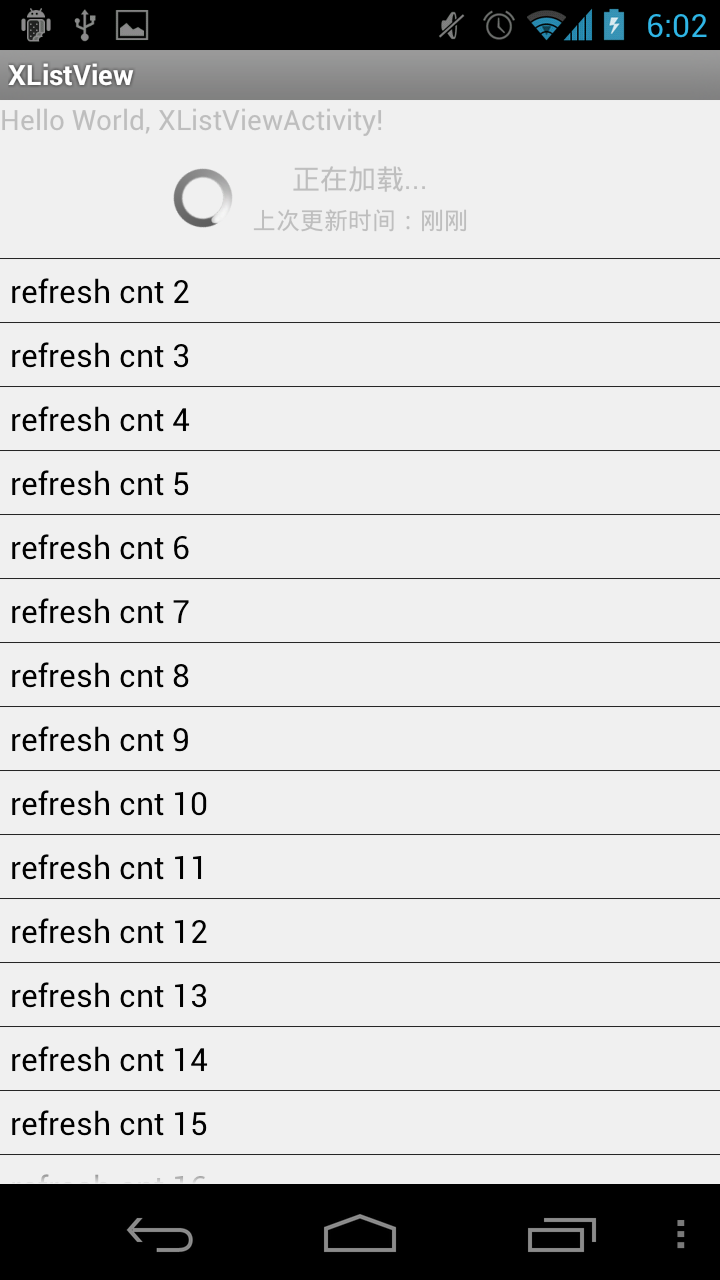 6:02
XListView
Hello World, XListViewActivity!
正在加载...
上次更新时间：刚刚
refresh cnt 2
refresh cnt 3
refresh cnt 4
refresh cnt 5
refresh cnt 6
refresh cnt 7
refresh cnt 8
refresh cnt 9
refresh cnt 10
refresh cnt 11
refresh cnt 12
refresh cnt 13
refresh cnt 14
refresh cnt 15
refresh cnt 16